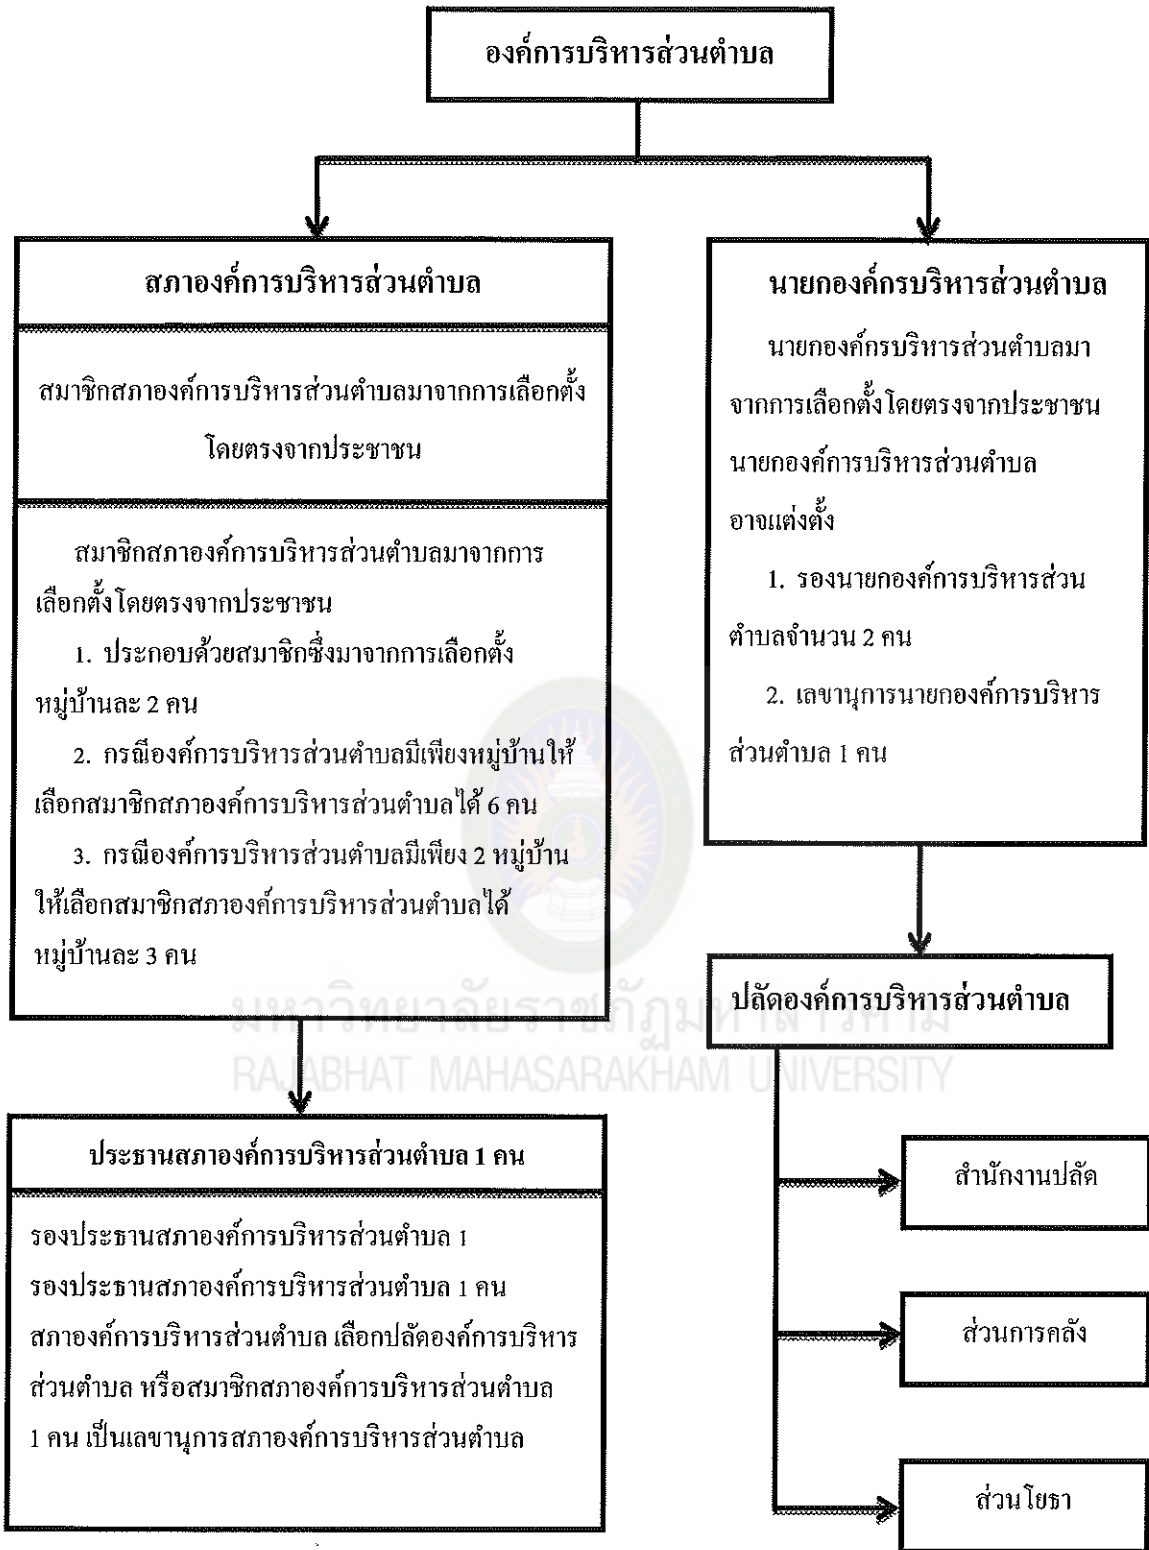 องค์การบริหารส่วนตำบล
สภาองค์การบริหารส่วนตำบล
สมาชิกสภาองค์การบริหารส่วนตำบลมาจากการเลือกตั้ง
โดยตรงจากประชาชน
สมาชิกสภาองค์การบริหารส่วนตำบลมาจากการ
เลือกตั้งโดยตรงจากประชาชน
1. ประกอบด้วยสมาชิกซึ่งมาจากการเลือกตั้ง
หมู่บ้านละ 2 คน
2. กรณีองค์การบริหารส่วนตำบลมีเพียงหมู่บ้านให้
เลือกสมาชิกสภาองค์การบริหารส่วนตำบลได้ 6 คน
3. กรณีองค์การบริหารส่วนตำบลมีเพียง 2 หมู่บ้าน
ให้เลือกสมาชิกสภาองค์การบริหารส่วนตำบลได้
หมู่บ้านละ 3 คน
นายกองค์กรบริหารส่วนตำบล
นายกองค์กรบริหารส่วนตำบลมา
จากการเลือกตั้งโดยตรงจากประชาชน
นายกองค์การบริหารส่วนตำบล
อาจแต่งตั้ง
1. รองนายกองค์การบริหารส่วน
ตำบลจำนวน 2 คน
2. เลขานุการนายกองค์การบริหาร
ส่วนตำบล 1 คน
มหาวิทยาลัยราชภัฏมหาสารคาม
RAJABHAT MAHASARAKHAM UNIVERSITY
ประธานสภาองค์การบริหารส่วนตำบล 1 คน
รองประธานสภาองค์การบริหารส่วนตำบล 1
รองประธานสภาองค์การบริหารส่วนตำบล 1 คน
สภาองค์การบริหารส่วนตำบล เลือกปลัดองค์การบริหาร
ส่วนตำบล หรือสมาชิกสภาองค์การบริหารส่วนตำบล
1 คน เป็นเลขานุการสภาองค์การบริหารส่วนตำบล
ปลัดองค์การบริหารส่วนตำบล
สำนักงานปลัด
ส่วนการคลัง
ส่วนโยธา